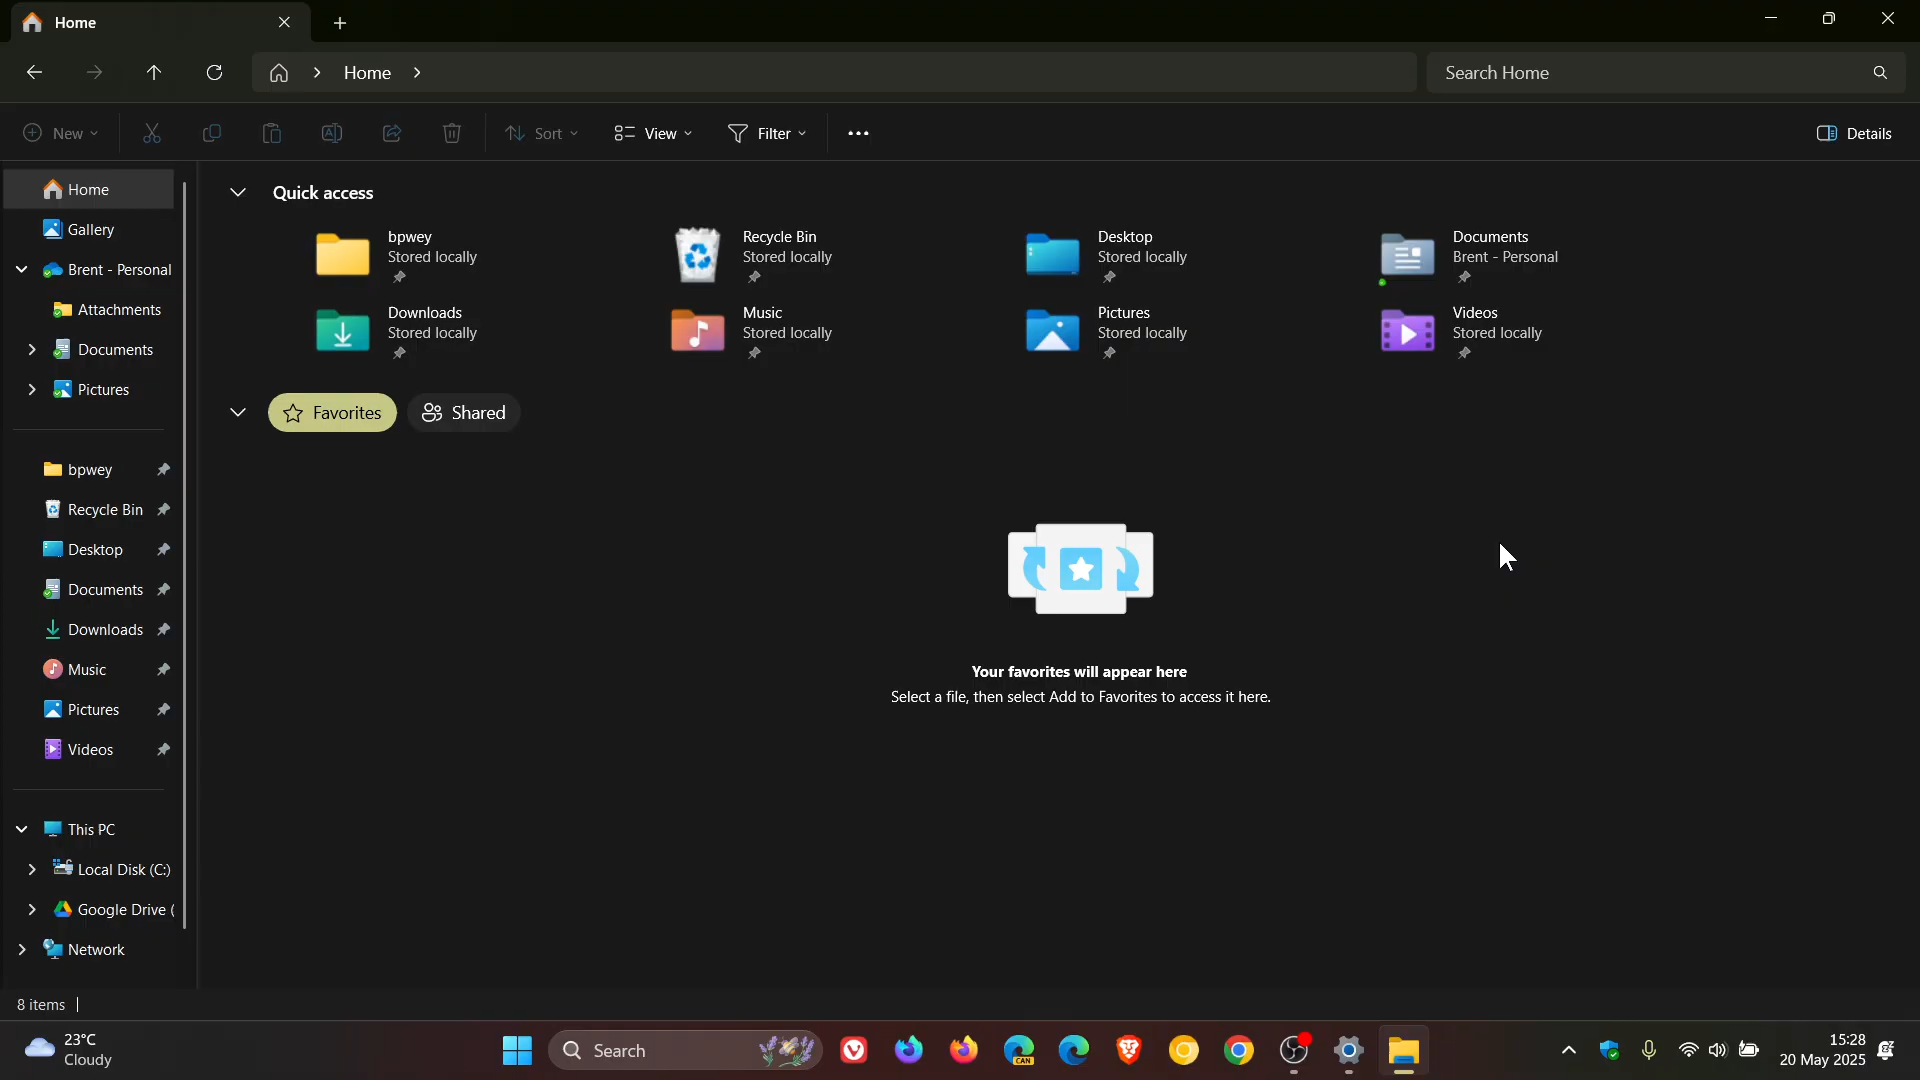 Home
Home
Search Home
New
Sort
View
Filter
Details
Home
Gallery
Brent - Personal
Attachments
Documents
Pictures
bpwey
Recycle Bin
Desktop
Documents
Downloads
Music
Pictures
Videos
This PC
Local Disk (C:)
Google Drive (
Network
Quick access
bpwey
Stored locally
Recycle Bin
Stored locally
Desktop
Stored locally
Documents
Brent - Personal
Downloads
Stored locally
Music
Stored locally
Pictures
Stored locally
Videos
Stored locally
Favorites
Shared
Your favorites will appear here
Select a file, then select Add to Favorites to access it here.
8 items
23°C
Cloudy
Search
CAN
15:28
20 May 2025